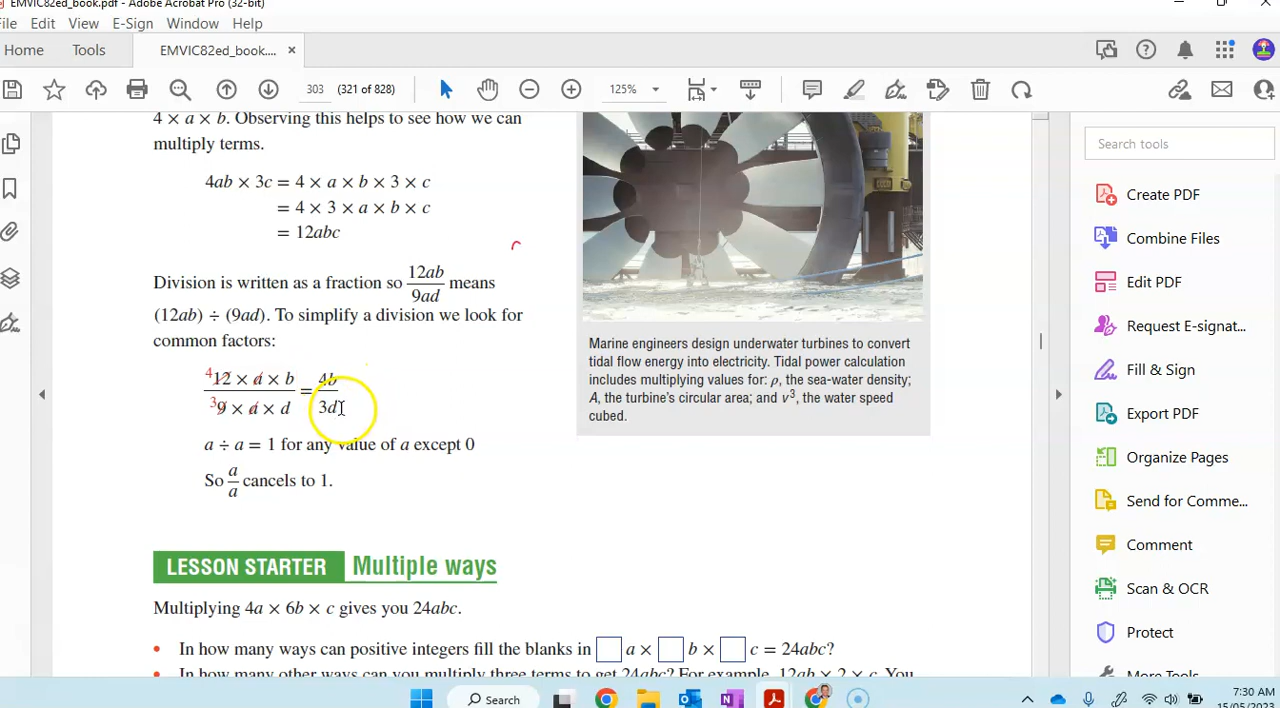 EMVIC82ed_book.pdf - Adobe Acrobat Pro (32-bit)
File Edit View E-Sign Window Help
Home Tools EMVIC82ed_book.... ×
303 (321 of 828) 125%
4 × a × b. Observing this helps to see how we can
multiply terms.
4ab × 3c = 4 × a × b × 3 × c
= 4 × 3 × a × b × c
= 12abc
Division is written as a fraction so 12ab/9ad means
(12ab) ÷ (9ad). To simplify a division we look for
common factors:
4 12 × a × b = 4b
3 9 × a × d 3d
a ÷ a = 1 for any value of a except 0
So a/a cancels to 1.
Marine engineers design underwater turbines to convert
tidal flow energy into electricity. Tidal power calculation
includes multiplying values for: ρ, the sea-water density;
A, the turbine's circular area; and v³, the water speed
cubed.
LESSON STARTER Multiple ways
Multiplying 4a × 6b × c gives you 24abc.
• In how many ways can positive integers fill the blanks in □ a × □ b × □ c = 24abc?
• In how many other ways can you multiply three terms to get 24abc? For example, 12ab × 2 × c. You
Search tools
Create PDF
Combine Files
Edit PDF
Request E-signat...
Fill & Sign
Export PDF
Organize Pages
Send for Comme...
Comment
Scan & OCR
Protect
More Tools
Search
7:30 AM
15/05/2023